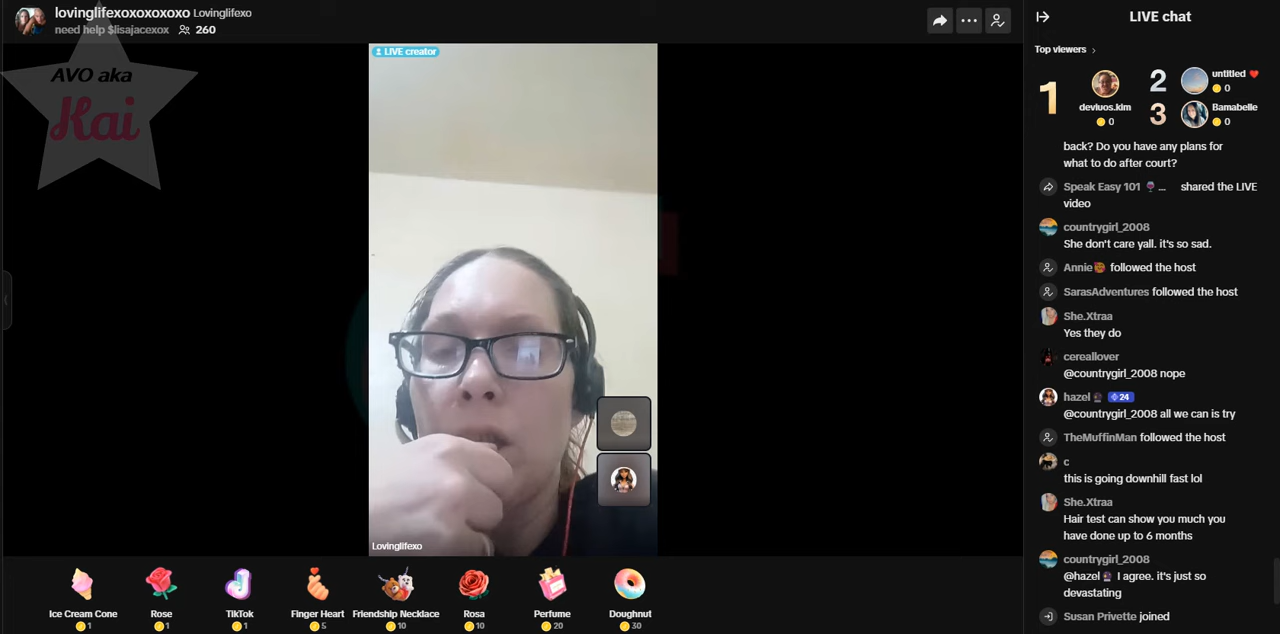 lovinglifexoxoxoxoxo Lovinglifexo
need help $lisajacexox 260
AVO aka
Kai
LIVE creator
Lovinglifexo
Ice Cream Cone
1
Rose
1
TikTok
1
Finger Heart
5
Friendship Necklace
10
Rosa
10
Perfume
20
Doughnut
30
LIVE chat
Top viewers
1
deviuos.kim
0
2
untitled
0
3
Bamabelle
0
back? Do you have any plans for
what to do after court?
Speak Easy 101 ... shared the LIVE
video
countrygirl_2008
She don't care yall. it's so sad.
Annie followed the host
SarasAdventures followed the host
She.Xtraa
Yes they do
cereallover
@countrygirl_2008 nope
hazel 24
@countrygirl_2008 all we can is try
TheMuffinMan followed the host
c
this is going downhill fast lol
She.Xtraa
Hair test can show you much you
have done up to 6 months
countrygirl_2008
@hazel I agree. it's just so
devastating
Susan Privette joined